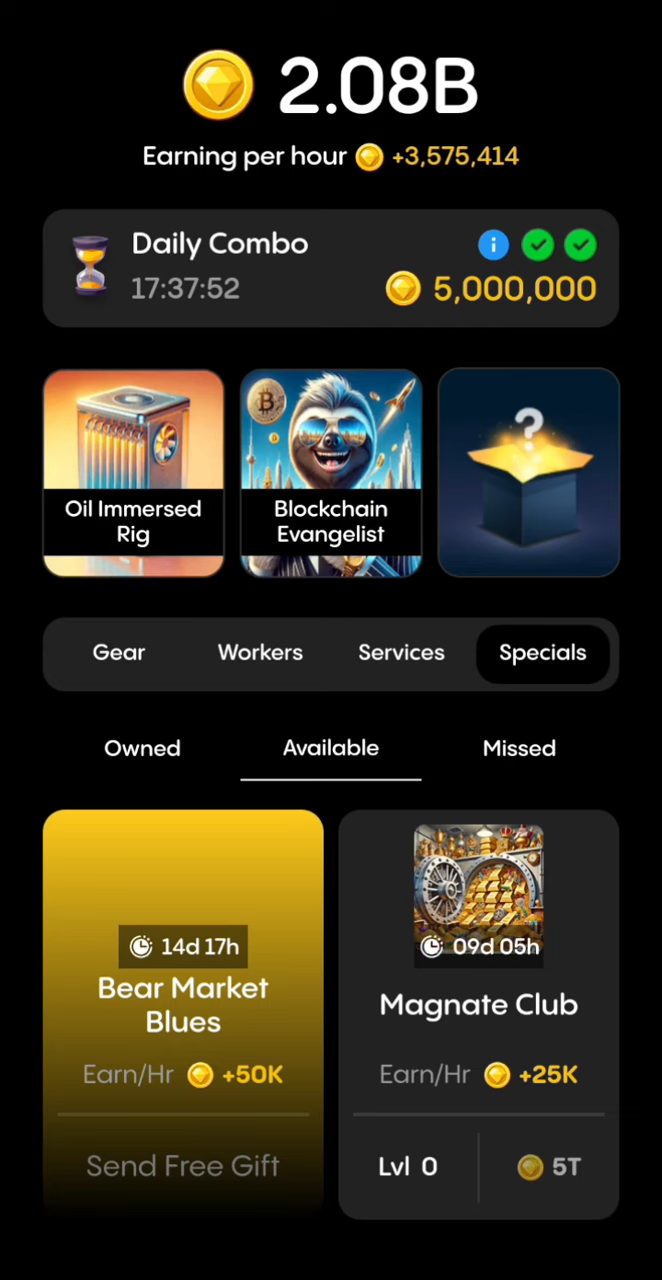 2.08B
Earning per hour +3,575,414
Daily Combo
17:37:52
5,000,000
Oil Immersed
Rig
Blockchain
Evangelist
?
Gear Workers Services Specials
Owned Available Missed
14d 17h
Bear Market
Blues
Earn/Hr +50K
Send Free Gift
09d 05h
Magnate Club
Earn/Hr +25K
Lvl 0 5T